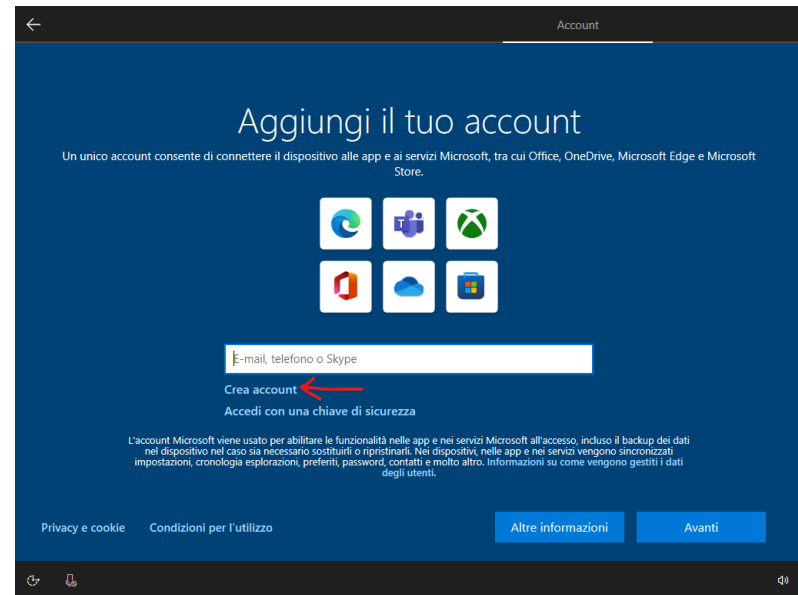 Account
Aggiungi il tuo account
Un unico account consente di connettere il dispositivo alle app e ai servizi Microsoft, tra cui Office, OneDrive, Microsoft Edge e Microsoft
Store.
E-mail, telefono o Skype
Crea account
Accedi con una chiave di sicurezza
L'account Microsoft viene usato per abilitare le funzionalità nelle app e nei servizi Microsoft all'accesso, incluso il backup dei dati
nel dispositivo nel caso sia necessario sostituirli o ripristinarli. Nei dispositivi, nelle app e nei servizi vengono sincronizzati
impostazioni, cronologia esplorazioni, preferiti, password, contatti e molto altro. Informazioni su come vengono gestiti i dati
degli utenti.
Privacy e cookie Condizioni per l'utilizzo Altre informazioni Avanti